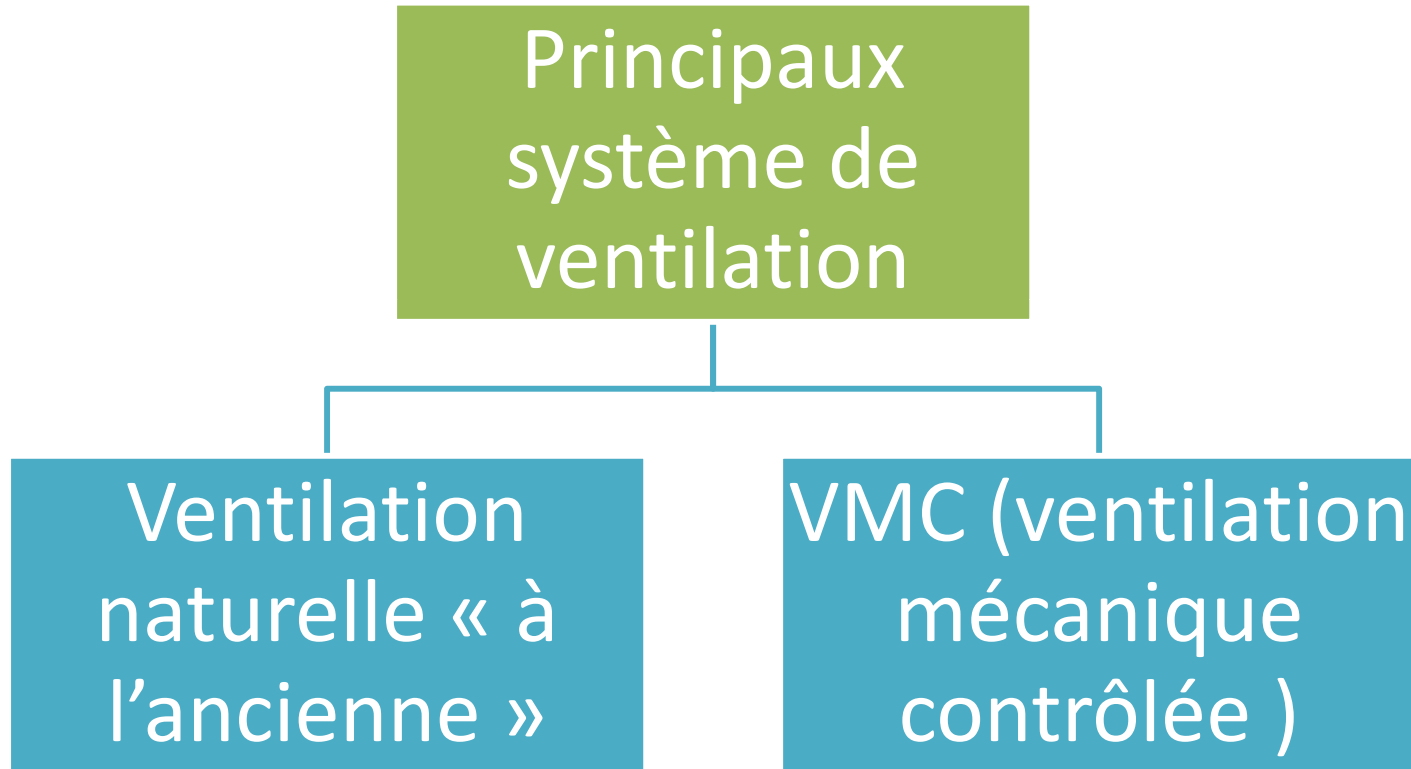 Principaux
système de
ventilation
Ventilation
naturelle « à
l’ancienne »
VMC (ventilation
mécanique
contrôlée )